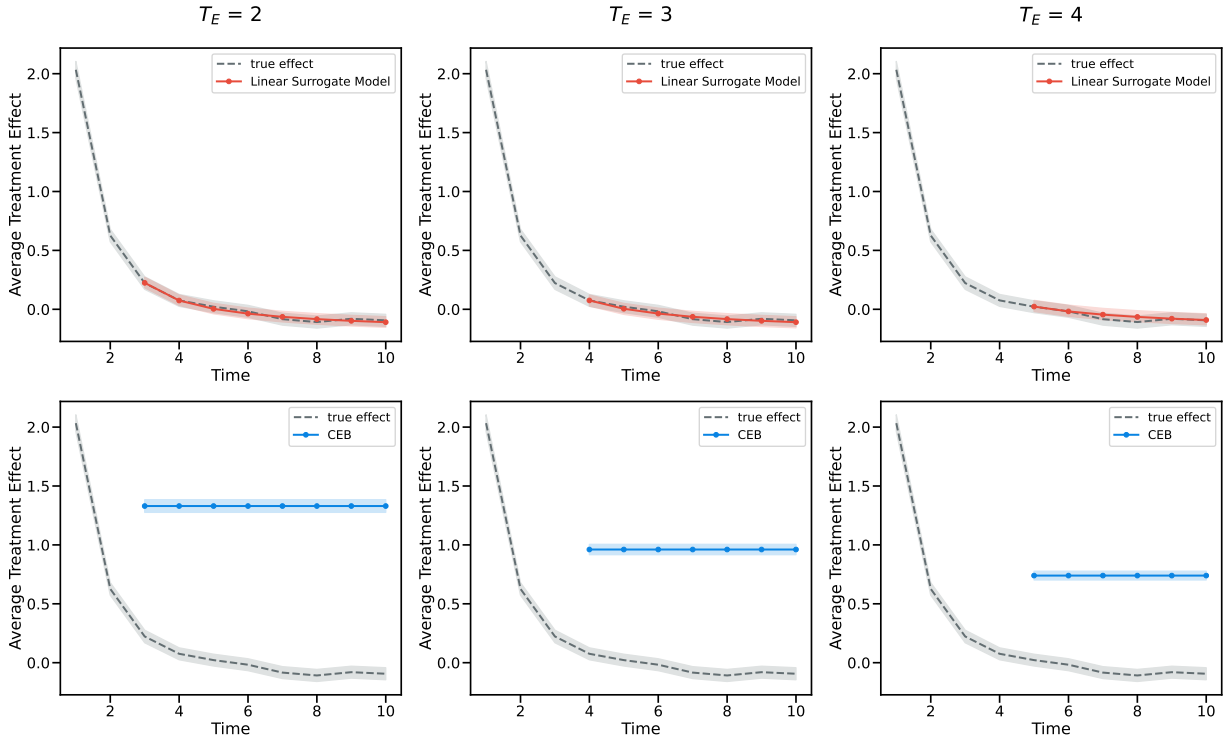 T_E = 2
T_E = 3
T_E = 4
Average Treatment Effect
2.0
1.5
1.0
0.5
0.0
true effect
Linear Surrogate Model
2 4 6 8 10
Time
Average Treatment Effect
2.0
1.5
1.0
0.5
0.0
true effect
Linear Surrogate Model
2 4 6 8 10
Time
Average Treatment Effect
2.0
1.5
1.0
0.5
0.0
true effect
Linear Surrogate Model
2 4 6 8 10
Time
Average Treatment Effect
2.0
1.5
1.0
0.5
0.0
true effect
CEB
2 4 6 8 10
Time
Average Treatment Effect
2.0
1.5
1.0
0.5
0.0
true effect
CEB
2 4 6 8 10
Time
Average Treatment Effect
2.0
1.5
1.0
0.5
0.0
true effect
CEB
2 4 6 8 10
Time